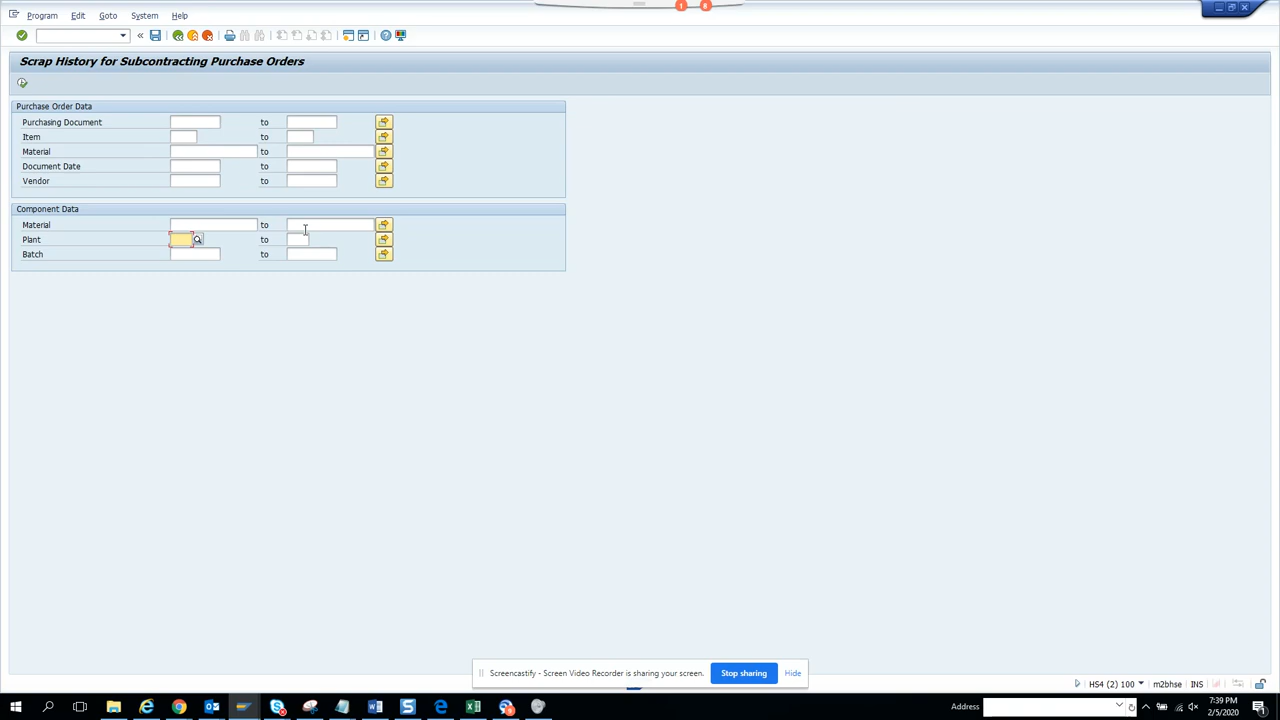 Program Edit Goto System Help
1 8
Scrap History for Subcontracting Purchase Orders
Purchase Order Data
Purchasing Document to
Item to
Material to
Document Date to
Vendor to
Component Data
Material to
Plant to
Batch to
Screencastify - Screen Video Recorder is sharing your screen. Stop sharing Hide
HS4 (2) 100 m2bhse INS
Address
7:39 PM
2/5/2020